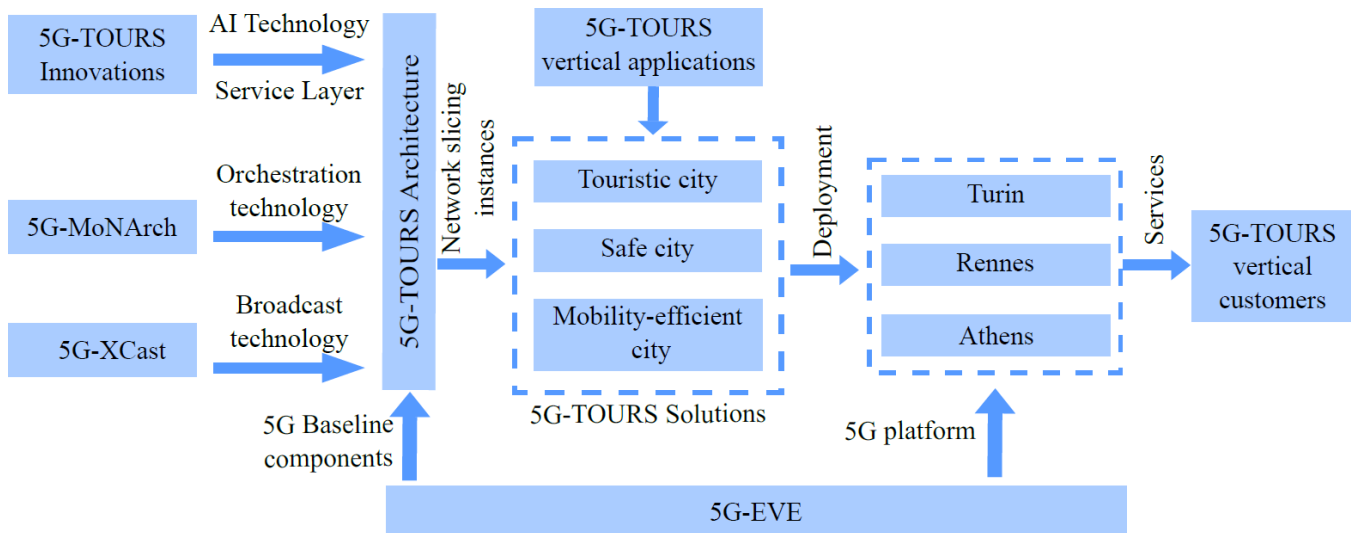 5G-TOURS
Innovations
AI Technology
Service Layer
5G-MoNArch
Orchestration
technology
5G-XCast
Broadcast
technology
5G-TOURS Architecture
5G Baseline
components
Network slicing
instances
5G-TOURS
vertical applications
Touristic city
Safe city
Mobility-efficient
city
5G-TOURS Solutions
Deployment
Turin
Rennes
Athens
5G platform
Services
5G-TOURS
vertical
customers
5G-EVE